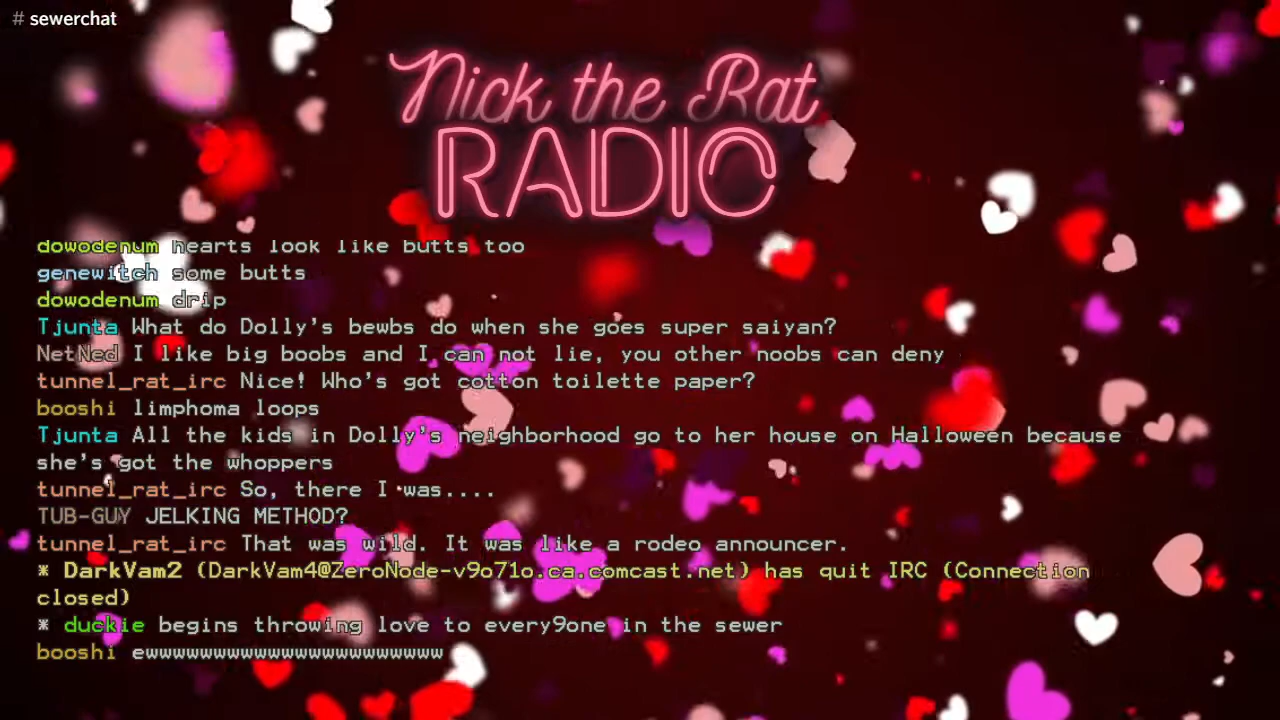 # sewerchat
Nick the Rat
RADIO
dowodenum hearts look like butts too
genewitch some butts
dowodenum drip
Tjunta What do Dolly's bewbs do when she goes super saiyan?
NetNed I like big boobs and I can not lie, you other noobs can deny
tunnel_rat_irc Nice! Who's got cotton toilette paper?
booshi limphoma loops
Tjunta All the kids in Dolly's neighborhood go to her house on Halloween because
she's got the whoppers
tunnel_rat_irc So, there I was....
TUB-GUY JELKING METHOD?
tunnel_rat_irc That was wild. It was like a rodeo announcer.
* DarkVam2 (DarkVam4@ZeroNode-v9o71o.ca.comcast.net) has quit IRC (Connection
closed)
* duckie begins throwing love to every9one in the sewer
booshi ewwwwwwwwwwwwwwwwwwwwww